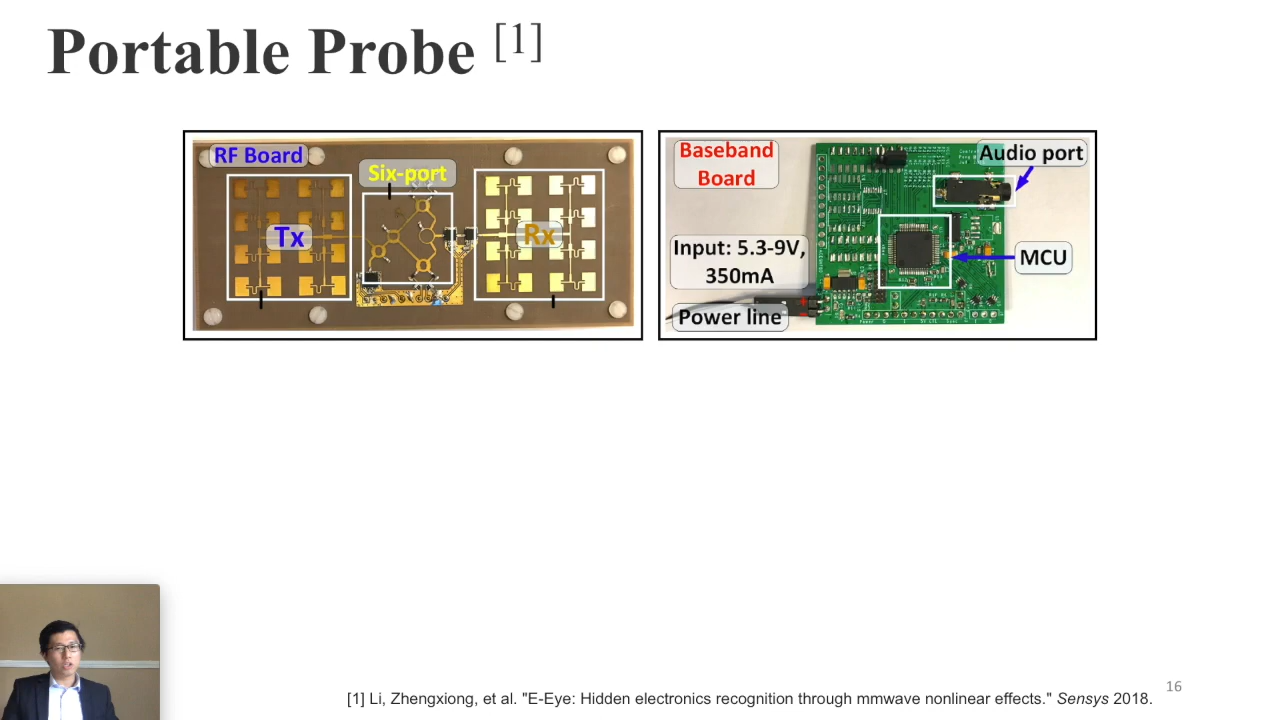 Portable Probe [1]
RF Board
Six-port
Tx
Rx
Baseband
Board
Audio port
Input: 5.3-9V,
350mA
MCU
Power line
[1] Li, Zhengxiong, et al. "E-Eye: Hidden electronics recognition through mmwave nonlinear effects." Sensys 2018.
16